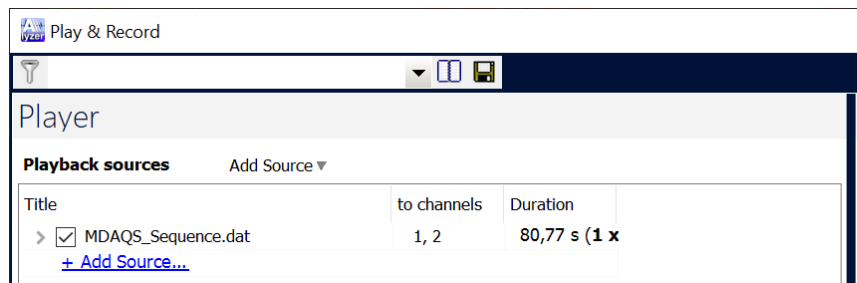 Play & Record
Player
Playback sources Add Source ▾
Title to channels Duration
MDAQS_Sequence.dat 1, 2 80,77 s (1 x
+ Add Source...